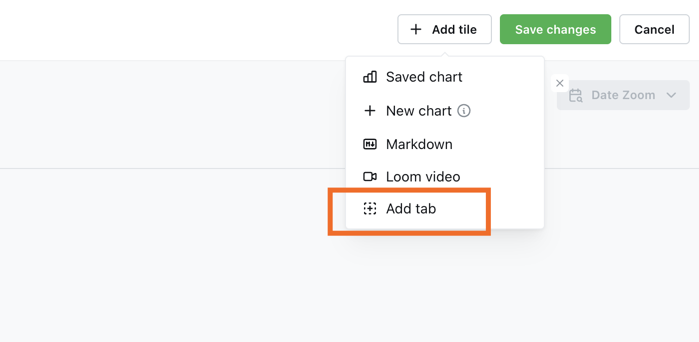 Add tile
Save changes
Cancel
Saved chart
Date Zoom
New chart
Markdown
Loom video
Add tab